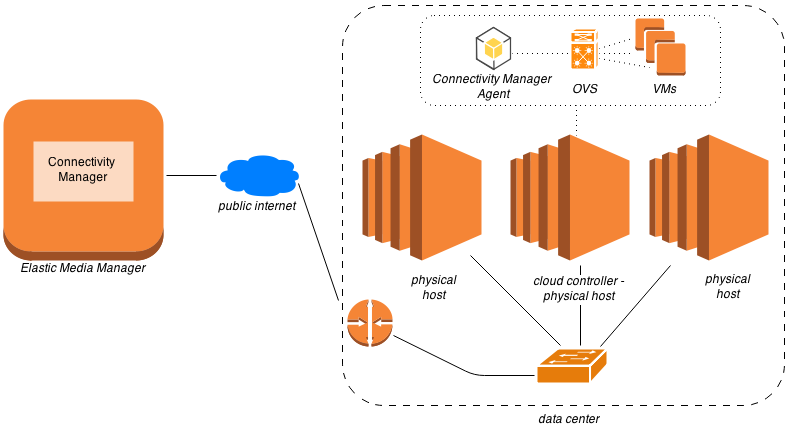 Connectivity Manager
Agent
OVS
VMs
Connectivity
Manager
Elastic Media Manager
public internet
physical
host
cloud controller -
physical host
physical
host
data center